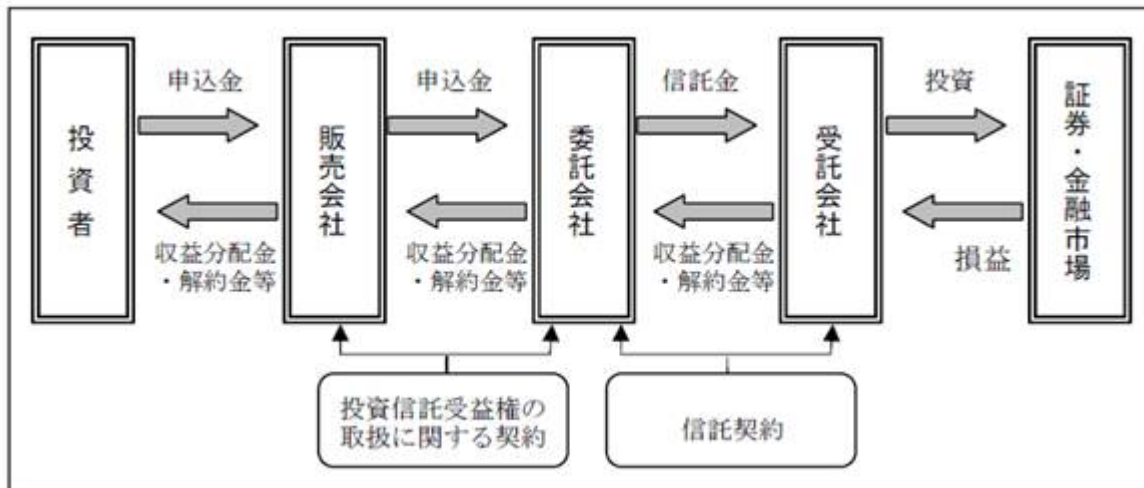 申込金
申込金
信託金
投資
投資者
販売会社
委託会社
受託会社
証券・金融市場
収益分配金
・解約金等
収益分配金
・解約金等
収益分配金
・解約金等
損益
投資信託受益権の
取扱に関する契約
信託契約